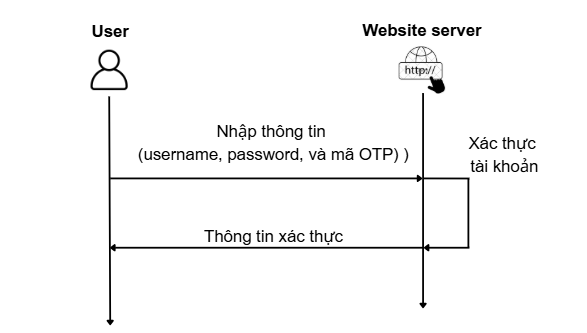 User
Website server
http://
Nhập thông tin
(username, password, và mã OTP) )
Xác thực
tài khoản
Thông tin xác thực